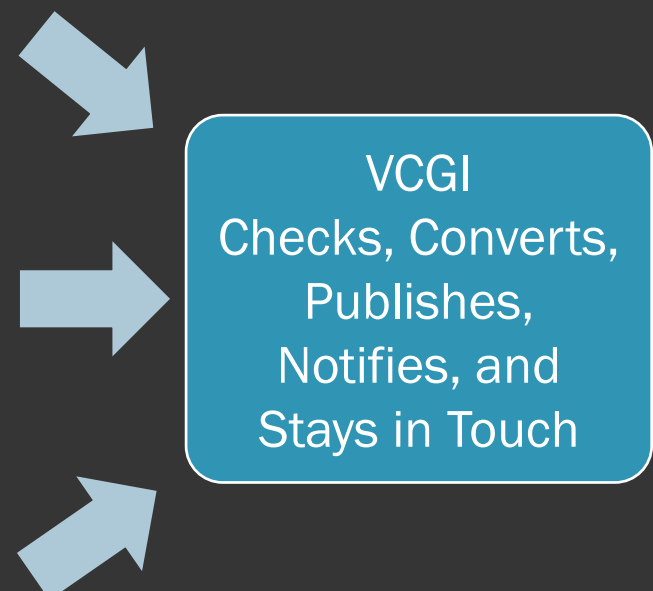 VCGI
Checks, Converts,
Publishes,
Notifies, and
Stays in Touch